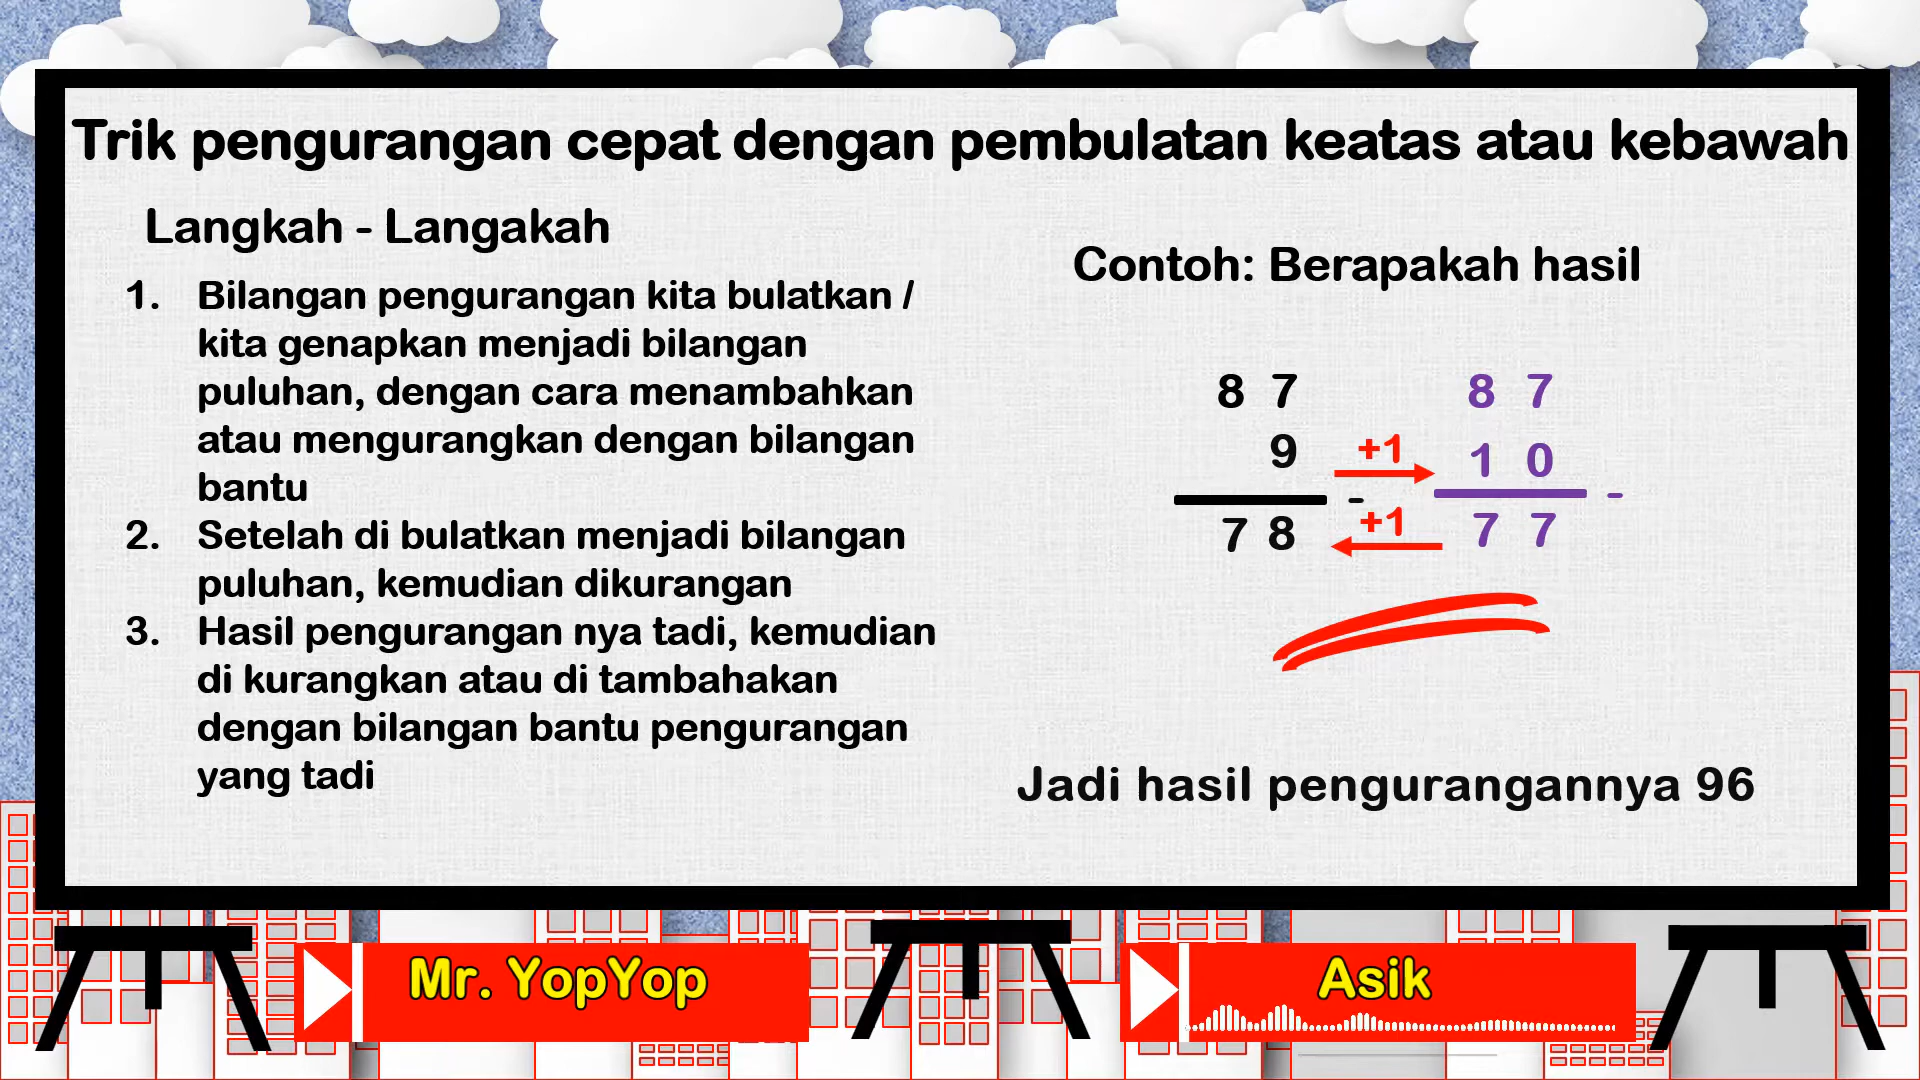 Trik pengurangan cepat dengan pembulatan keatas atau kebawah
Langkah - Langakah
1. Bilangan pengurangan kita bulatkan /
kita genapkan menjadi bilangan
puluhan, dengan cara menambahkan
atau mengurangkan dengan bilangan
bantu
2. Setelah di bulatkan menjadi bilangan
puluhan, kemudian dikurangan
3. Hasil pengurangan nya tadi, kemudian
di kurangkan atau di tambahakan
dengan bilangan bantu pengurangan
yang tadi
Contoh: Berapakah hasil
8 7 8 7
9 +1 1 0
- -
7 8 +1 7 7
Jadi hasil pengurangannya 96
Mr. YopYop
Asik